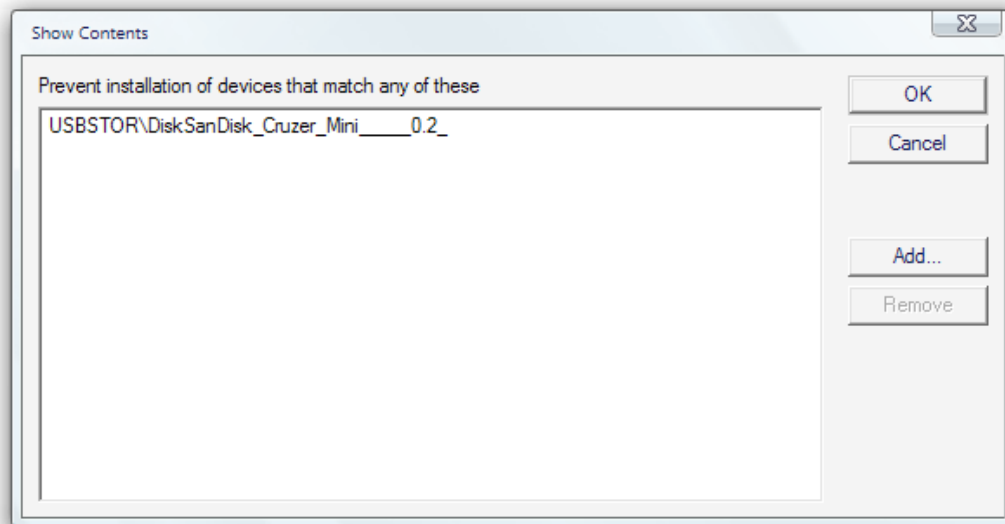 Show Contents
Prevent installation of devices that match any of these
OK
USBSTOR\DiskSanDisk_Cruzer_Mini_____0.2_
Cancel
Add...
Remove